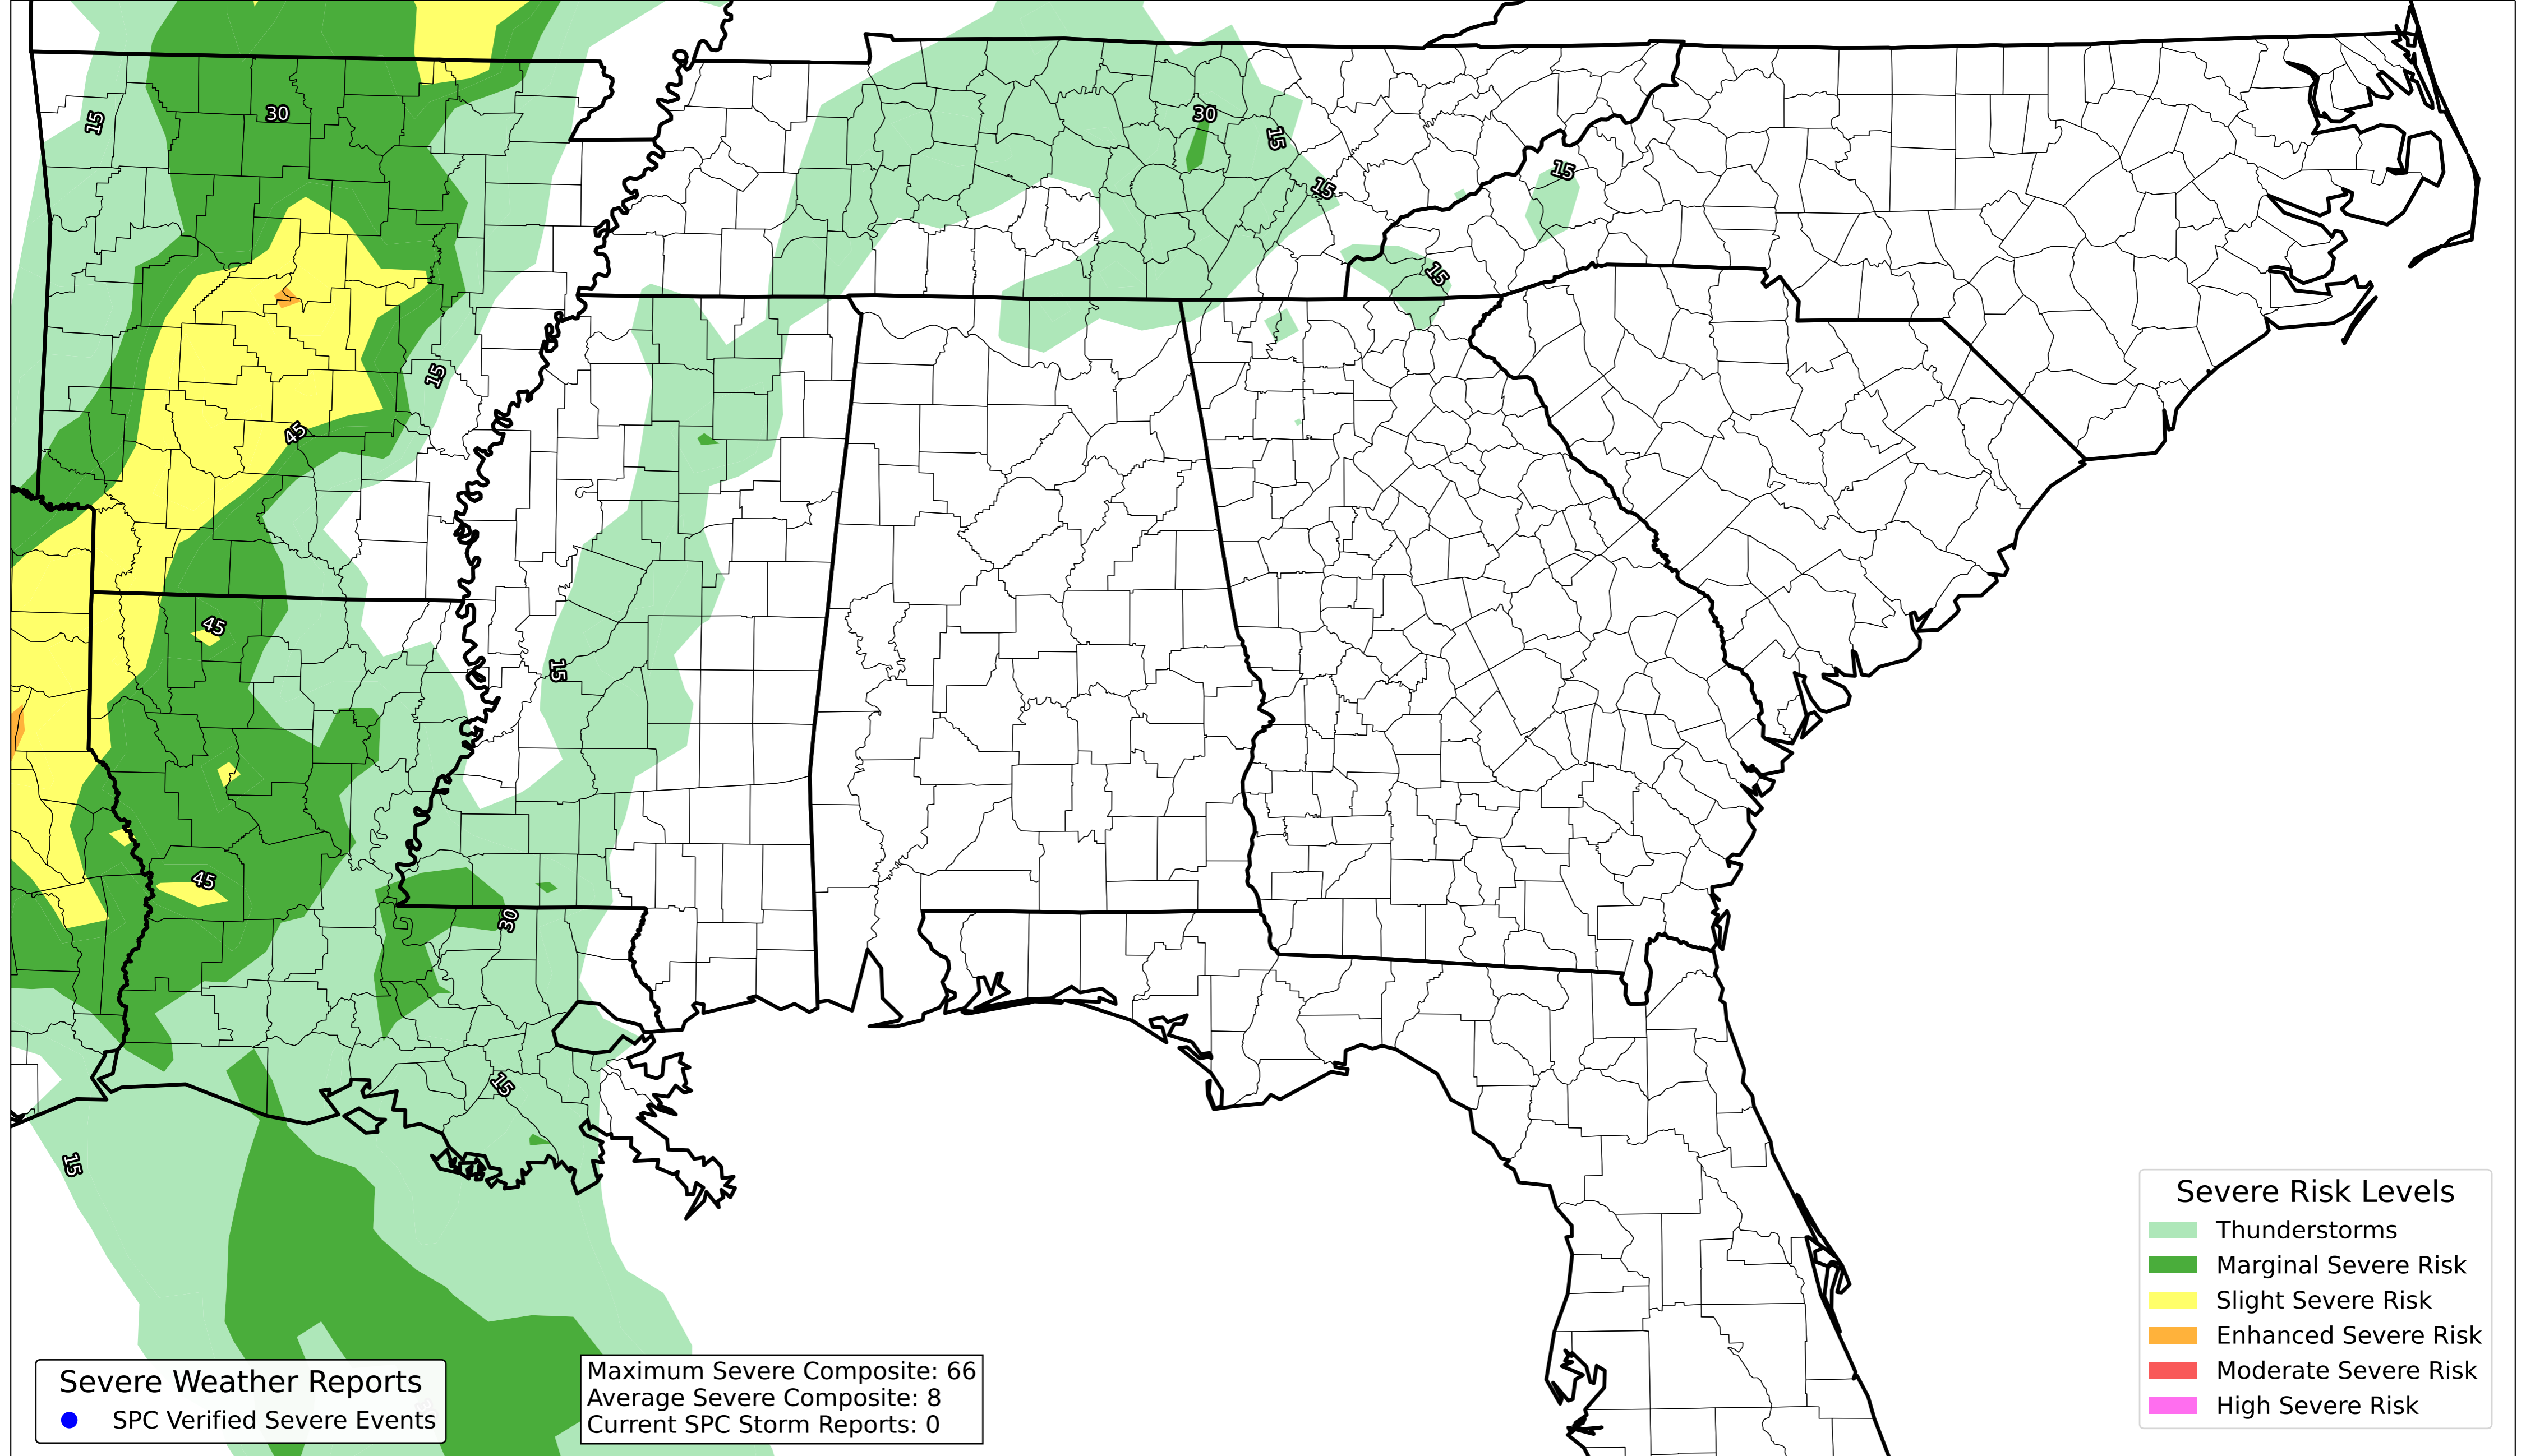 30
15
30
15
15
15
15
15
45
45
15
45
30
15
15
Severe Risk Levels
Thunderstorms
Marginal Severe Risk
Slight Severe Risk
Enhanced Severe Risk
Moderate Severe Risk
High Severe Risk
Severe Weather Reports
SPC Verified Severe Events
Maximum Severe Composite: 66
Average Severe Composite: 8
Current SPC Storm Reports: 0